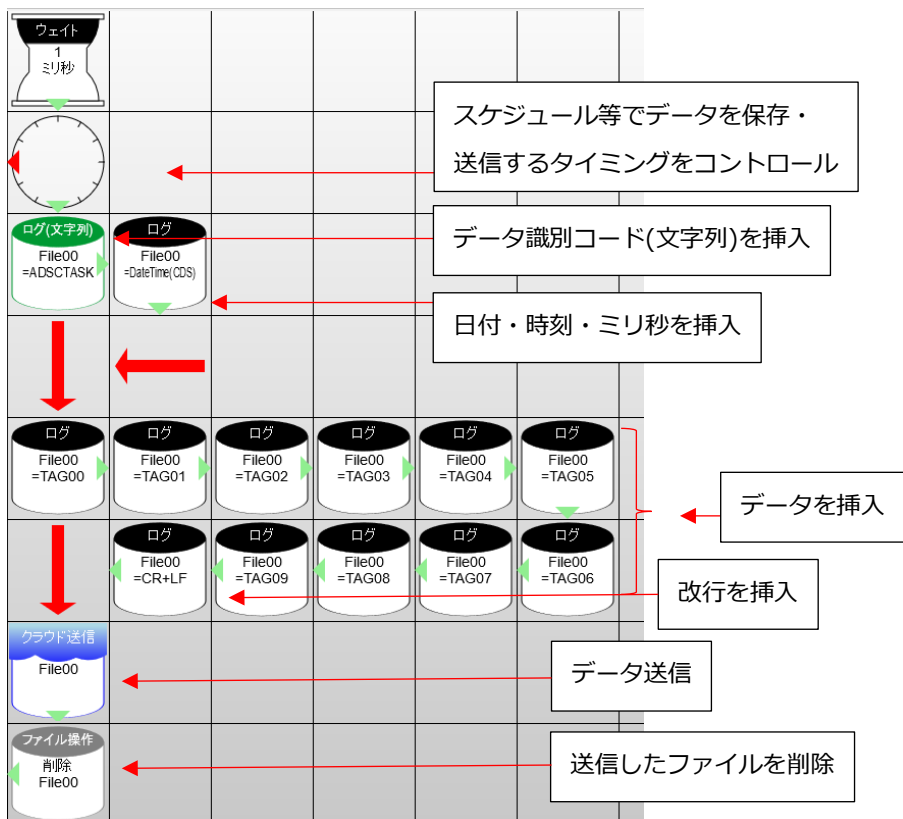 ウェイト
1
ミリ秒
スケジュール等でデータを保存・
送信するタイミングをコントロール
ログ(文字列)
File00
=ADSCTASK
ログ
File00
=DateTime(CDS)
データ識別コード(文字列)を挿入
日付・時刻・ミリ秒を挿入
ログ
File00
=TAG00
ログ
File00
=TAG01
ログ
File00
=TAG02
ログ
File00
=TAG03
ログ
File00
=TAG04
ログ
File00
=TAG05
データを挿入
ログ
File00
=CR+LF
ログ
File00
=TAG09
ログ
File00
=TAG08
ログ
File00
=TAG07
ログ
File00
=TAG06
改行を挿入
クラウド送信
File00
データ送信
ファイル操作
削除
File00
送信したファイルを削除